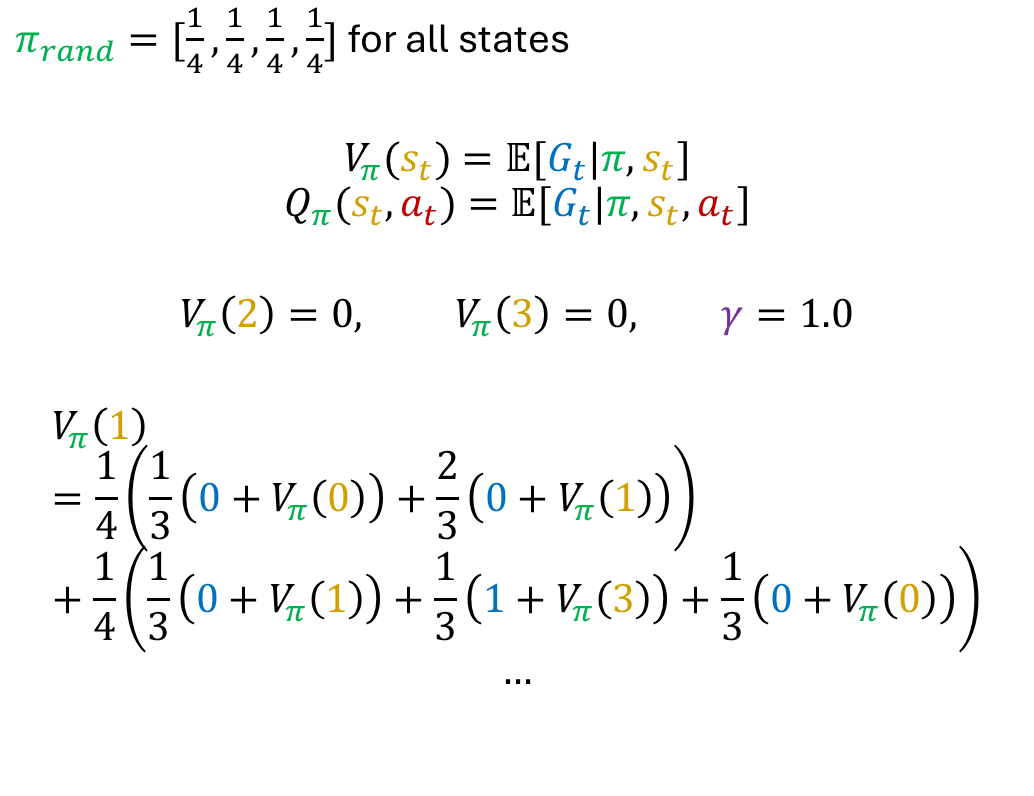 π_rand = [1/4, 1/4, 1/4, 1/4] for all states
V_π(s_t) = 𝔼[G_t|π, s_t]
Q_π(s_t, a_t) = 𝔼[G_t|π, s_t, a_t]
V_π(2) = 0, V_π(3) = 0, γ = 1.0
V_π(1)
= 1/4 (1/3 (0 + V_π(0)) + 2/3 (0 + V_π(1)))
+ 1/4 (1/3 (0 + V_π(1)) + 1/3 (1 + V_π(3)) + 1/3 (0 + V_π(0)))
...